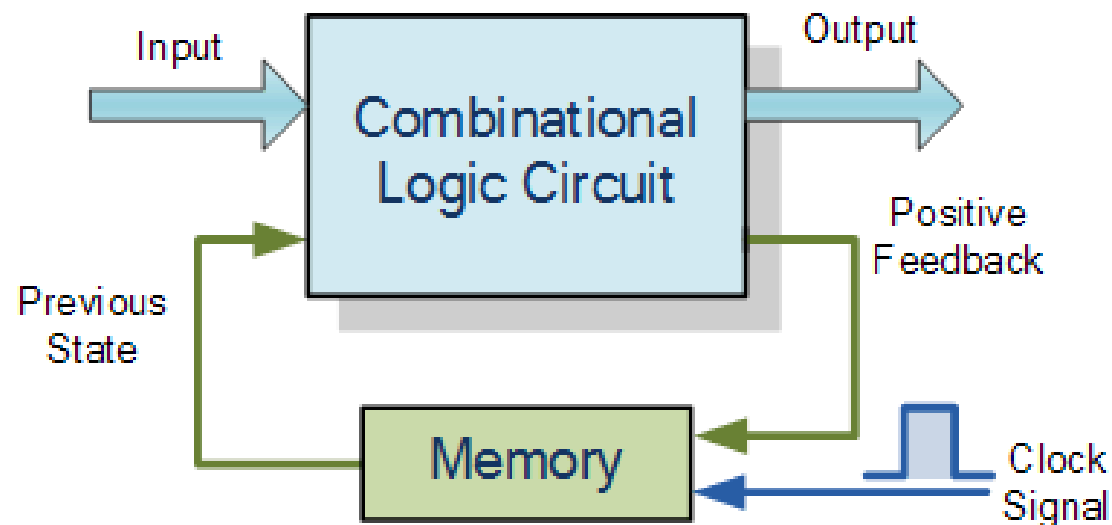 Input
Output
Combinational
Logic Circuit
Positive
Feedback
Previous
State
Memory
Clock
Signal